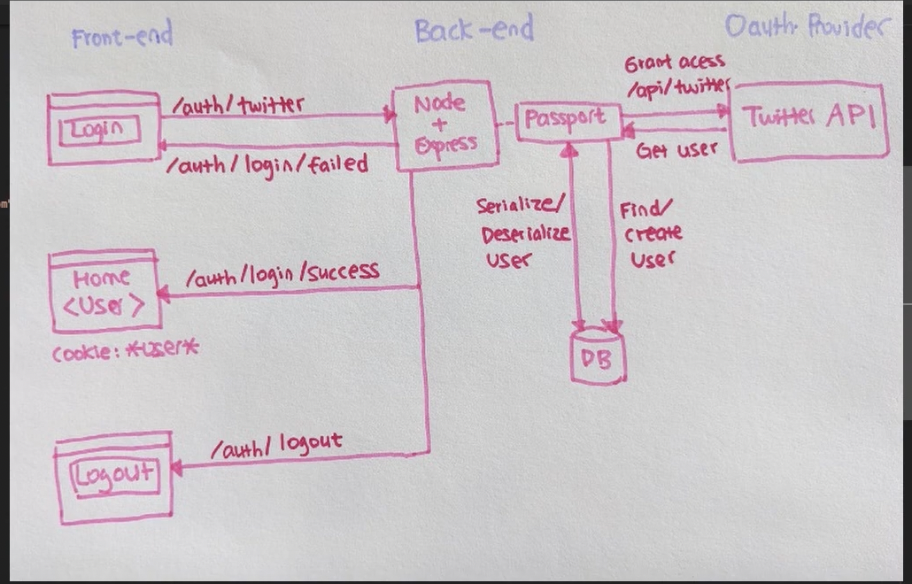 Front-end
Back-end
Oauth Provider
Login
/auth/twitter
/auth/login/failed
Node
+
Express
Passport
Grant acess
/api/twitter
Get user
Twitter API
Serialize/
Deserialize
user
Find/
create
user
DB
Home
<User>
/auth/login/success
cookie: *user*
/auth/logout
Logout